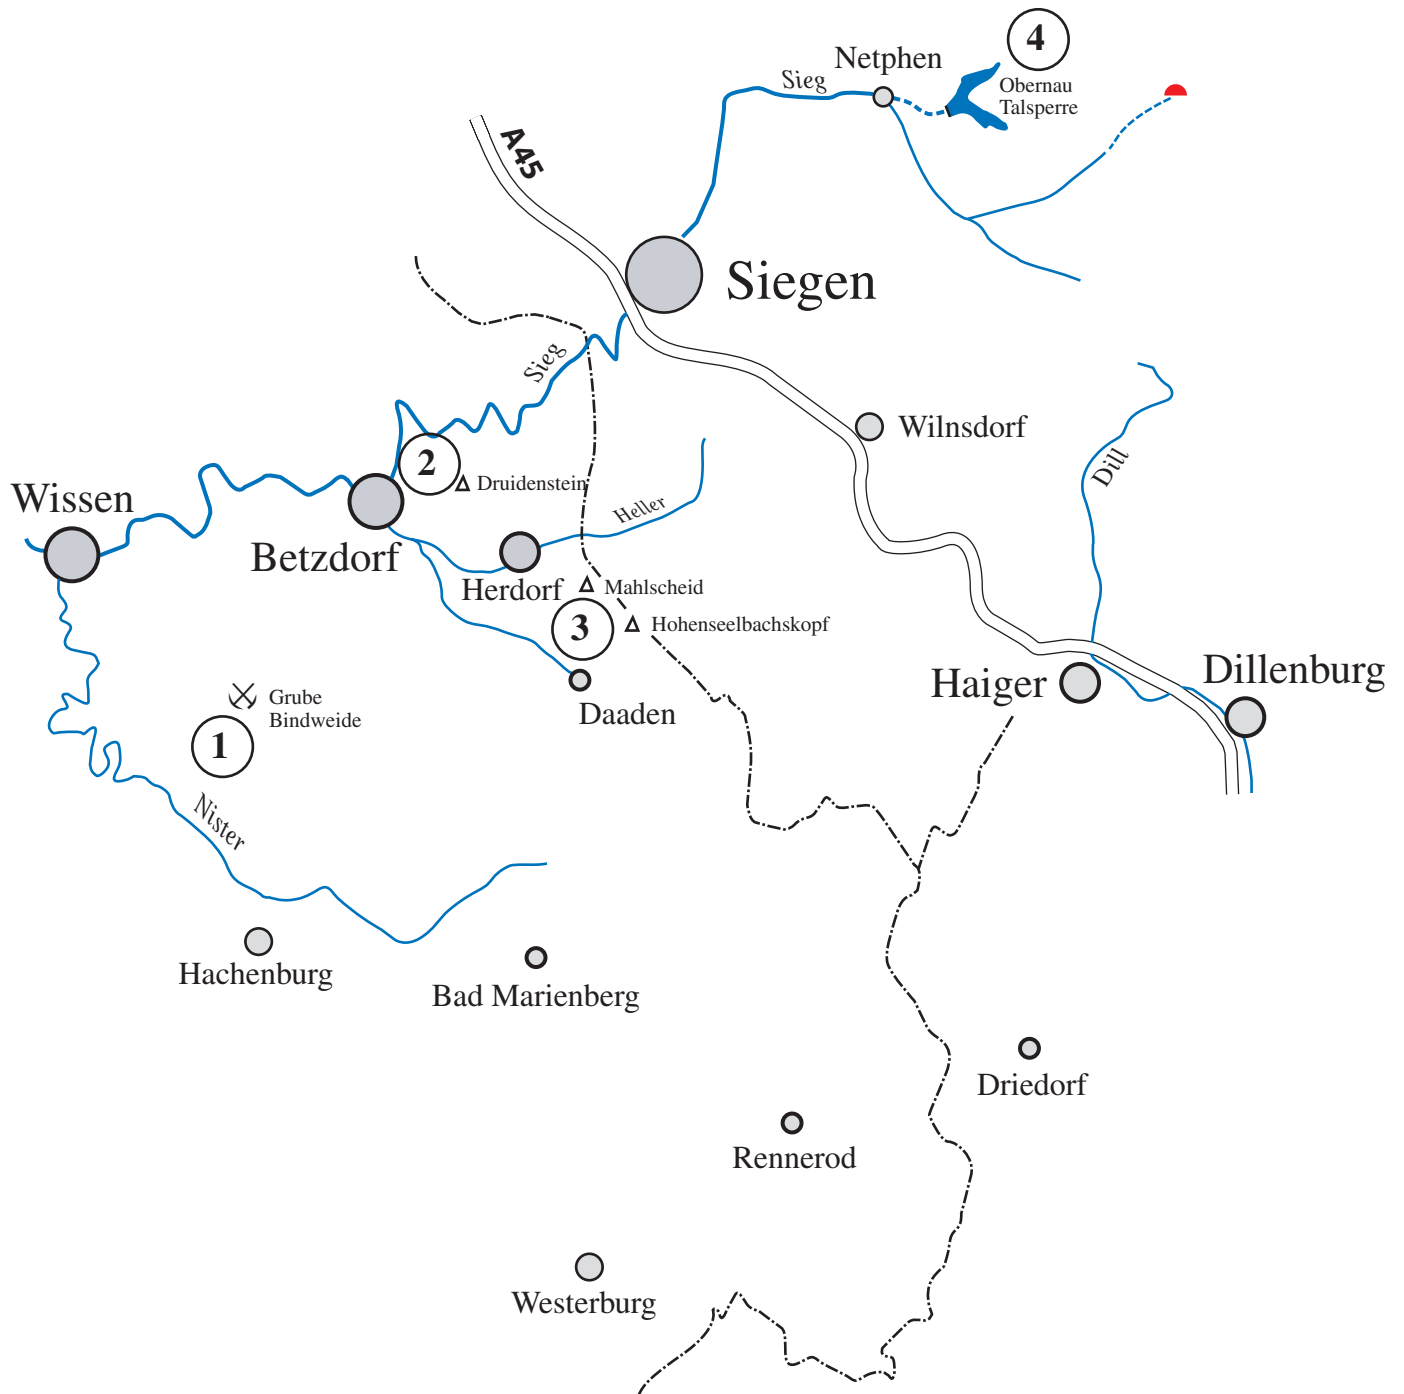 4
Netphen
Sieg
Obernau
Talsperre
A45
Siegen
Sieg
Wilnsdorf
Dill
2
Druidenstein
Wissen
Heller
Betzdorf
Herdorf
Mahlscheid
3
Hohenseelbachskopf
Haiger
Dillenburg
Grube
Bindweide
Daaden
1
Nister
Hachenburg
Bad Marienberg
Driedorf
Rennerod
Westerburg